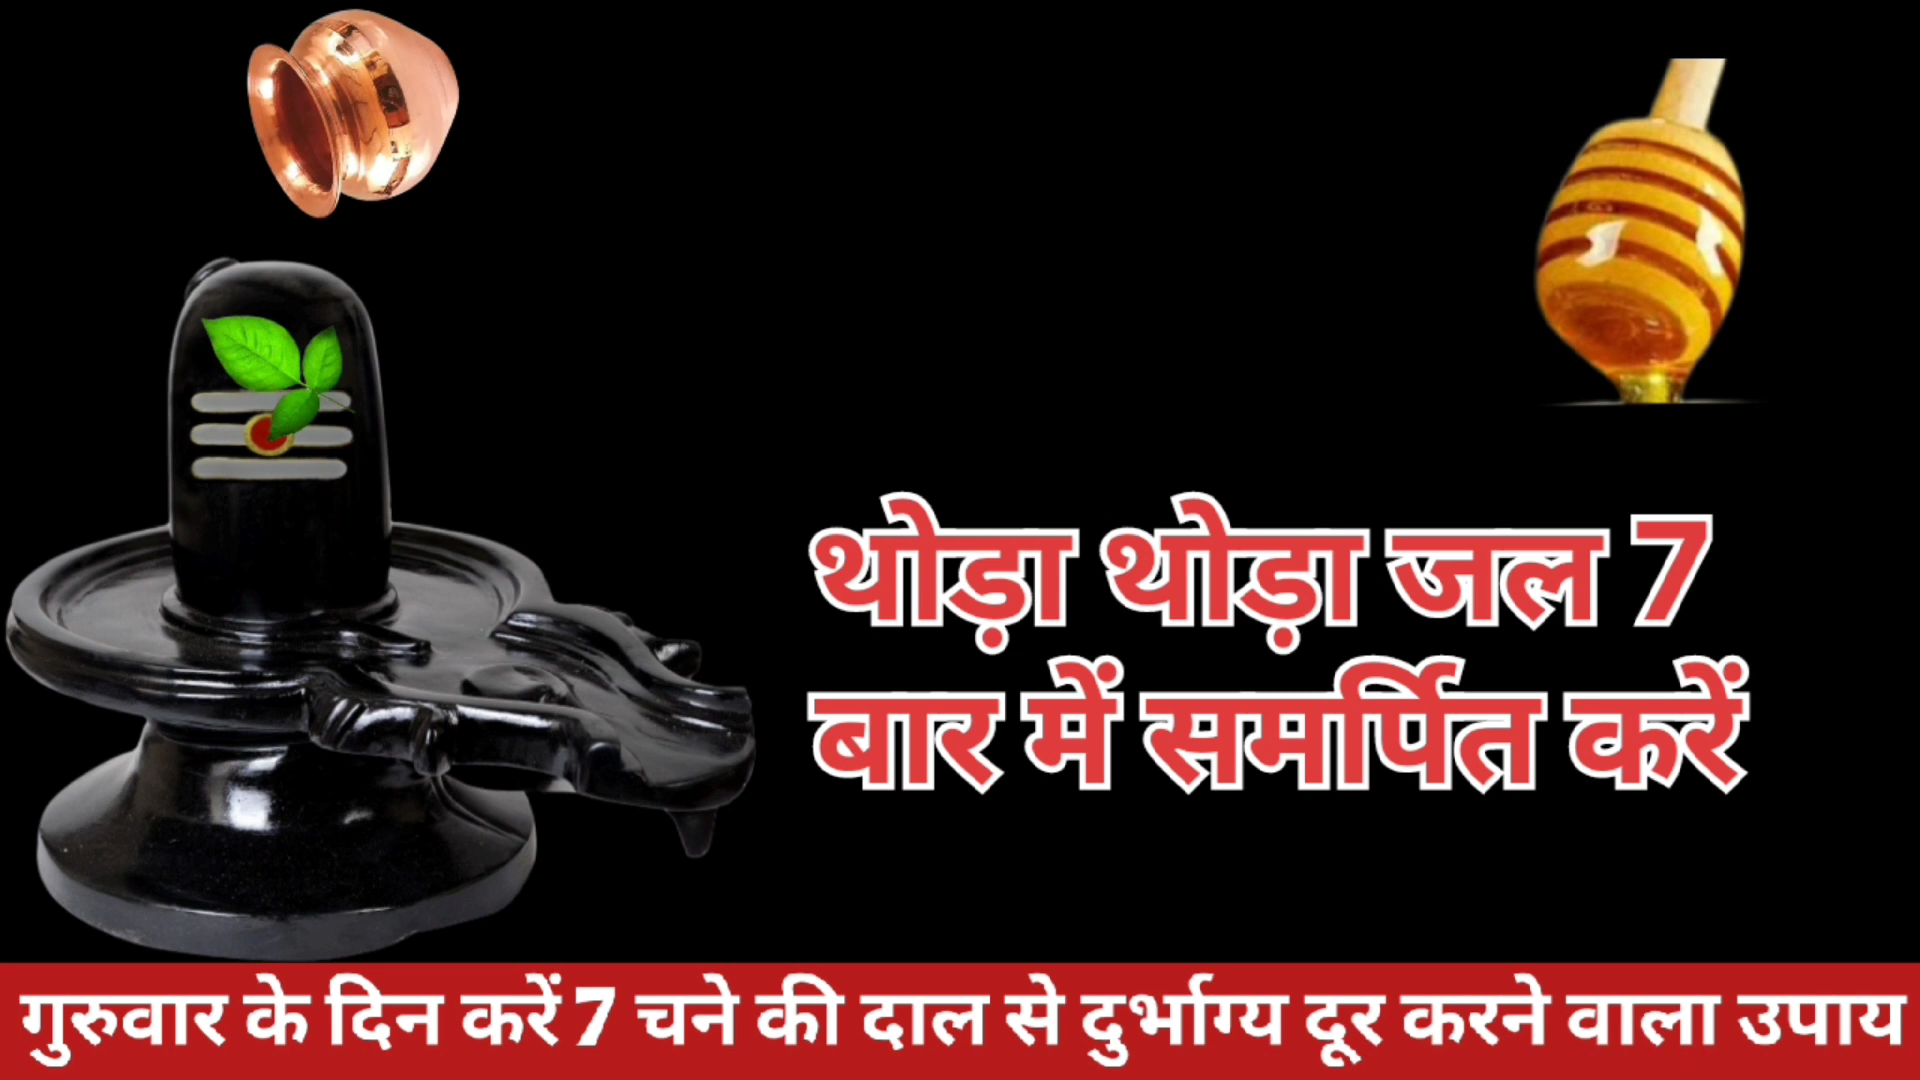 थोड़ा थोड़ा जल 7
बार में समर्पित करें
गुरुवार के दिन करें 7 चने की दाल से दुर्भाग्य दूर करने वाला उपाय